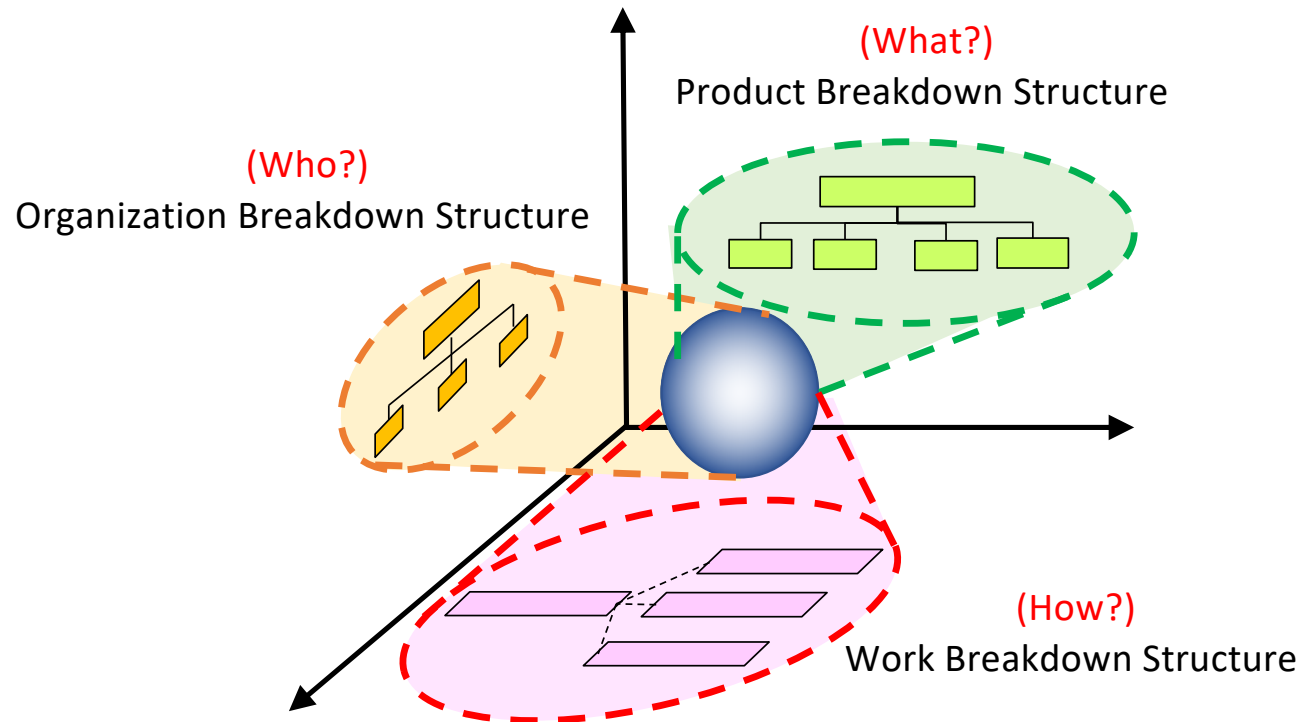 (What?)
Product Breakdown Structure
(Who?)
Organization Breakdown Structure
(How?)
Work Breakdown Structure